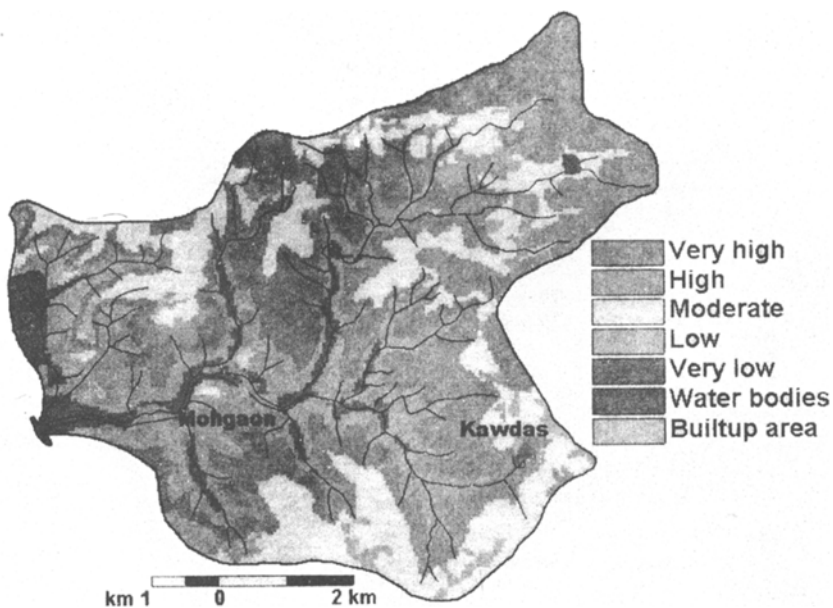 Very high
High
Moderate
Low
Very low
Water bodies
Builtup area
Mohgaon
Kawdas
km 1 0 2 km